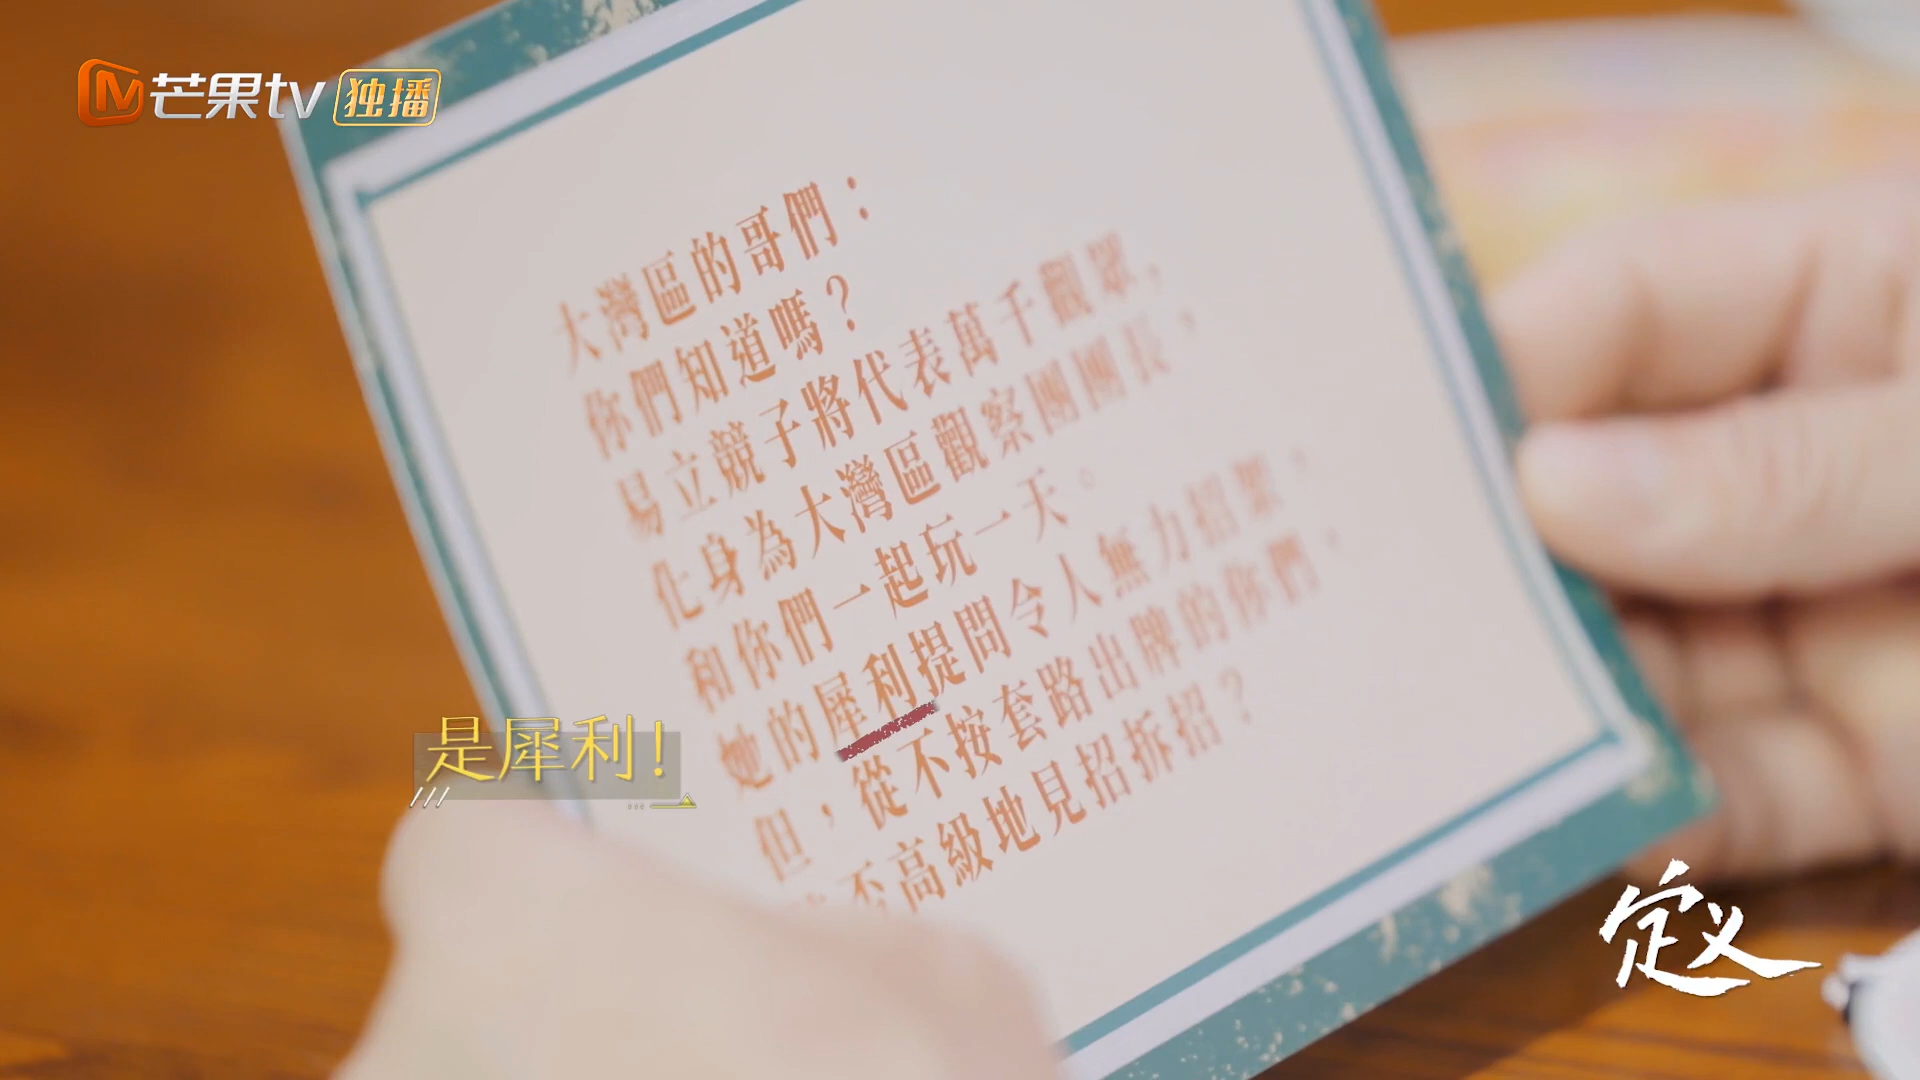 芒果tv 独播
大灣區的哥們：
你們知道嗎？
易立競子將代表萬千觀眾，
化身為大灣區觀察團團長，
和你們一起玩一天。
她的犀利提問令人無力招架，
但，從不按套路出牌的你們，
否高級地見招拆招？
是犀利！
定义